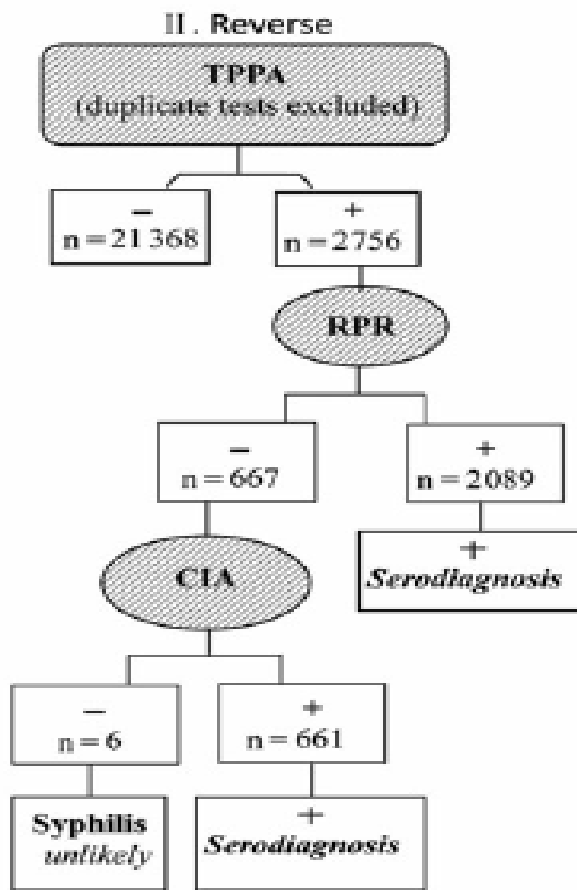 II. Reverse
TPPA
(duplicate tests excluded)
−
n = 21 368
+
n = 2756
RPR
−
n = 667
+
n = 2089
+
Serodiagnosis
CIA
−
n = 6
+
n = 661
Syphilis
unlikely
+
Serodiagnosis